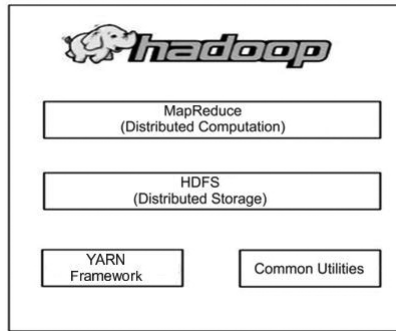 hadoop
MapReduce
(Distributed Computation)
HDFS
(Distributed Storage)
YARN
Framework
Common Utilities